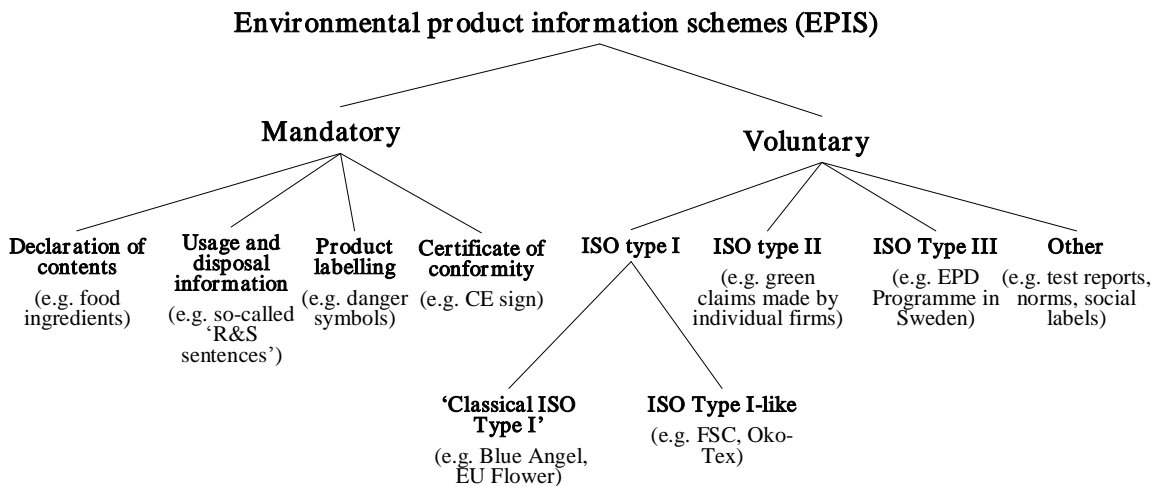 Environmental product information schemes (EPIS)
Mandatory
Voluntary
Declaration of
contents
(e.g. food
ingredients)
Usage and
disposal
information
(e.g. so-called
‘R&S
sentences’)
Product
labelling
(e.g. danger
symbols)
Certificate of
conformity
(e.g. CE sign)
ISO type I
ISO type II
(e.g. green
claims made by
individual firms)
ISO Type III
(e.g. EPD
Programme in
Sweden)
Other
(e.g. test reports,
norms, social
labels)
‘Classical ISO
Type I’
(e.g. Blue Angel,
EU Flower)
ISO Type I-like
(e.g. FSC, Oko-
Tex)